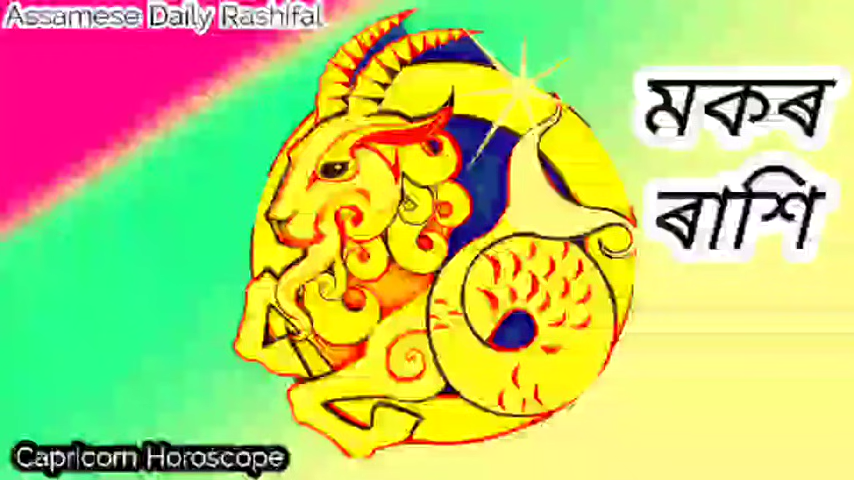 Assamese Daily Rashifal
মকৰ
ৰাশি
Capricorn Horoscope